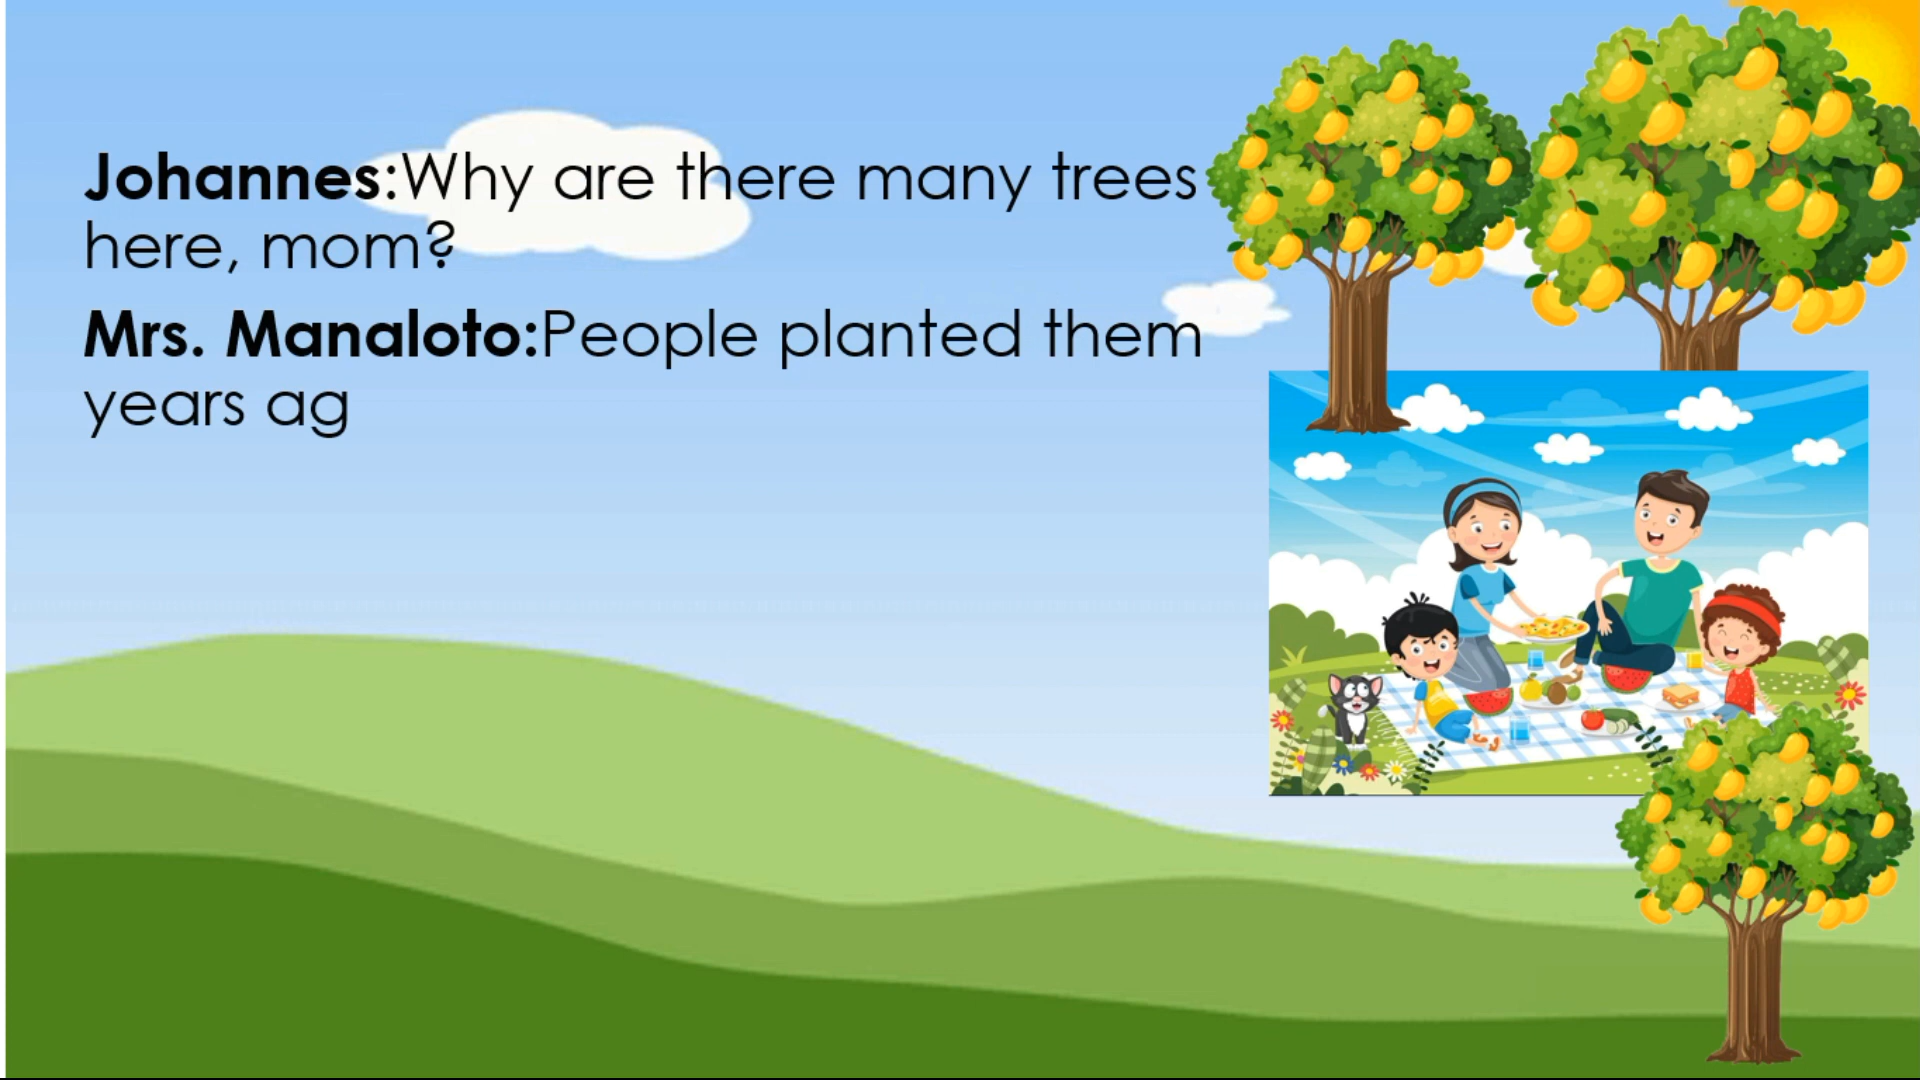 Johannes:Why are there many trees
here, mom?
Mrs. Manaloto:People planted them
years ag